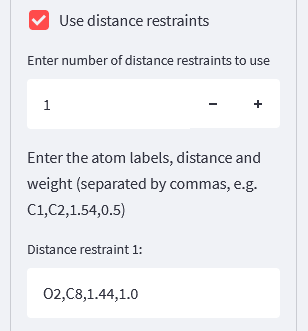 Use distance restraints
Enter number of distance restraints to use
1
Enter the atom labels, distance and
weight (separated by commas, e.g.
C1,C2,1.54,0.5)
Distance restraint 1:
O2,C8,1.44,1.0